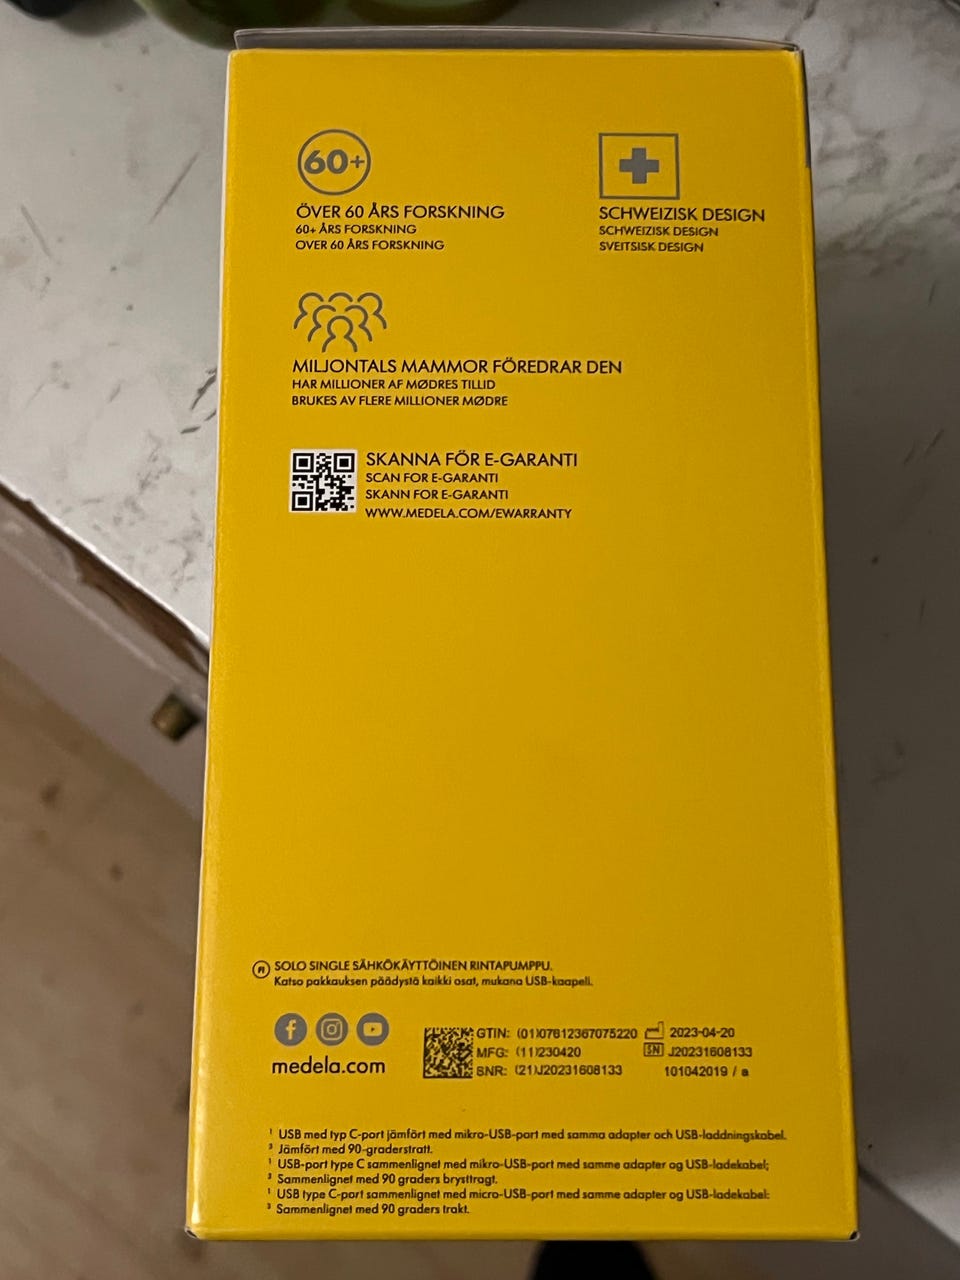 60+
ÖVER 60 ÅRS FORSKNING
60+ ÅRS FORSKNING
OVER 60 ÅRS FORSKNING
SCHWEIZISK DESIGN
SCHWEIZISK DESIGN
SVEITSISK DESIGN
MILJONTALS MAMMOR FÖREDRAR DEN
HAR MILLIONER AF MØDRES TILLID
BRUKES AV FLERE MILLIONER MØDRE
SKANNA FÖR E-GARANTI
SCAN FOR E-GARANTI
SKANN FOR E-GARANTI
WWW.MEDELA.COM/EWARRANTY
FI SOLO SINGLE SÄHKÖKÄYTTÖINEN RINTAPUMPPU.
Katso pakkauksen päädystä kaikki osat, mukana USB-kaapeli.
medela.com
GTIN: (01)07612367075220
MFG: (11)230420
SNR: (21)J20231608133
2023-04-20
SN J20231608133
101042019 / a
¹ USB med typ C-port jämfört med mikro-USB-port med samma adapter och USB-laddningskabel.
³ Jämfört med 90-graderstratt.
¹ USB-port type C sammenlignet med mikro-USB-port med samme adapter og USB-ladekabel;
³ Sammenlignet med 90 graders brysttragt.
¹ USB type C-port sammenlignet med micro-USB-port med samme adapter og USB-ladekabel:
³ Sammenlignet med 90 graders trakt.